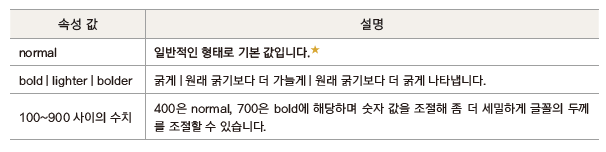 속성 값 설명
normal 일반적인 형태로 기본 값입니다.★
bold | lighter | bolder 굵게 | 원래 굵기보다 더 가늘게 | 원래 굵기보다 더 굵게 나타냅니다.
100~900 사이의 수치 400은 normal, 700은 bold에 해당하며 숫자 값을 조절해 좀 더 세밀하게 글꼴의 두께
를 조절할 수 있습니다.